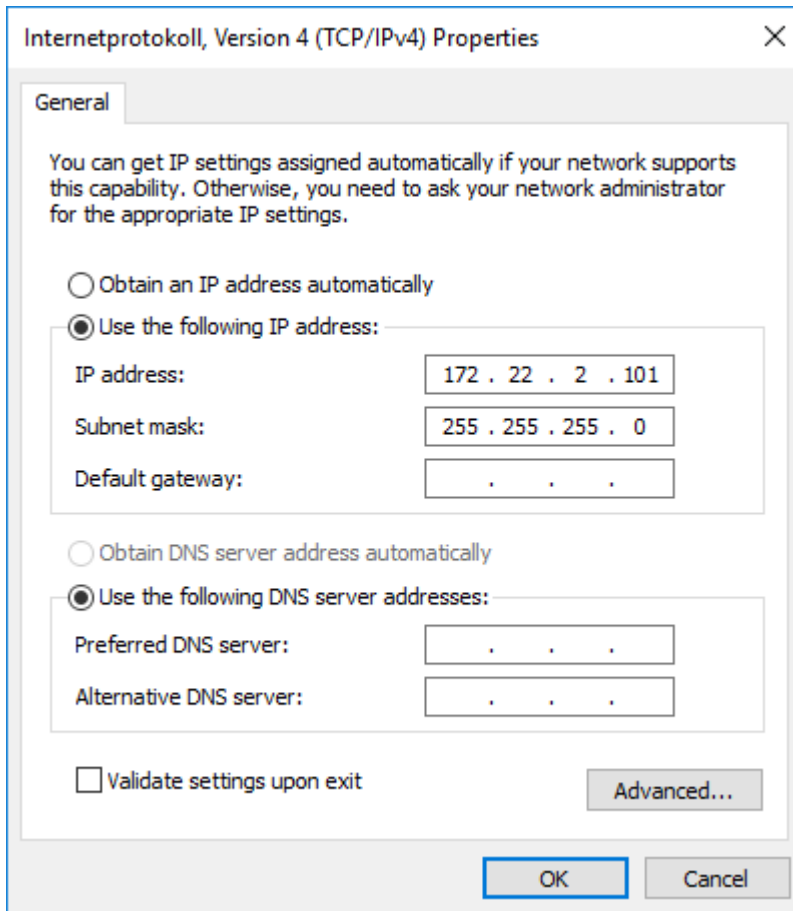 Internetprotokoll, Version 4 (TCP/IPv4) Properties
General
You can get IP settings assigned automatically if your network supports
this capability. Otherwise, you need to ask your network administrator
for the appropriate IP settings.
Obtain an IP address automatically
Use the following IP address:
IP address: 172 . 22 . 2 . 101
Subnet mask: 255 . 255 . 255 . 0
Default gateway: . . .
Obtain DNS server address automatically
Use the following DNS server addresses:
Preferred DNS server: . . .
Alternative DNS server: . . .
Validate settings upon exit
Advanced...
OK Cancel